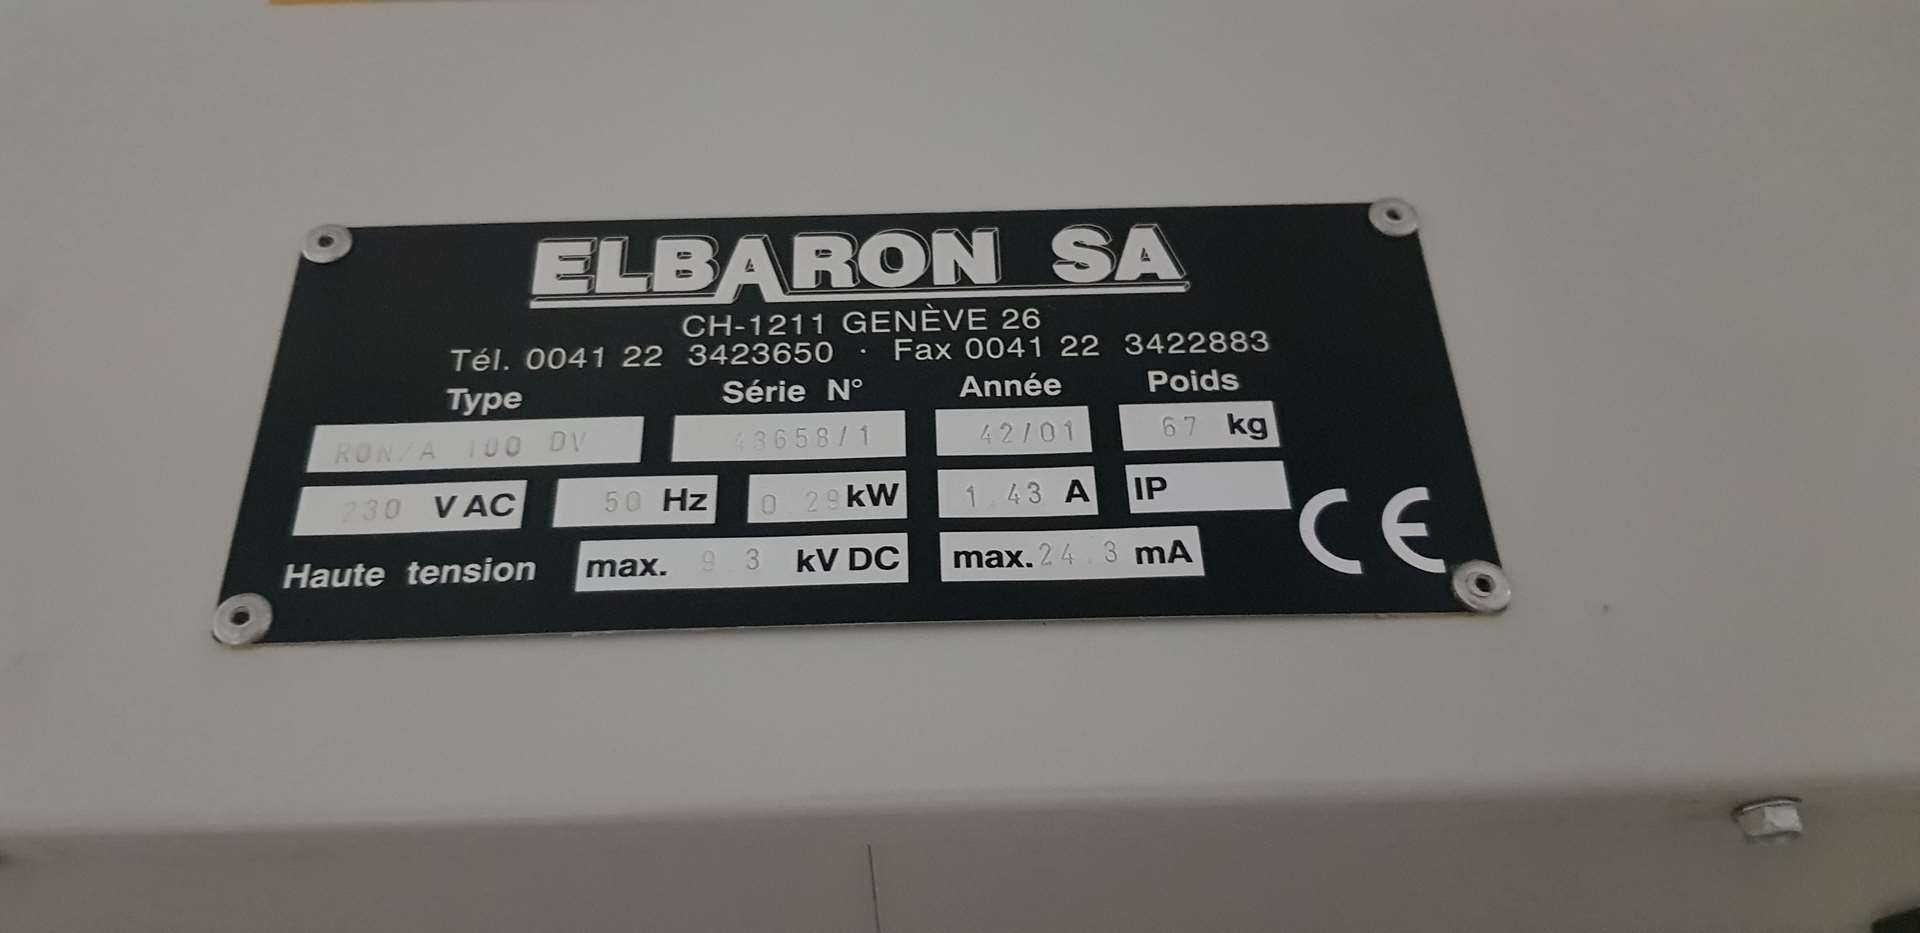 ELBARON SA
CH-1211 GENÈVE 26
Tél. 0041 22 3423650 · Fax 0041 22 3422883
Type Série N° Année Poids
RON/A 100 DV 43658/1 42/01 67 kg
230 V AC 50 Hz 0.29 kW 1.43 A IP
Haute tension max. 9.3 kV DC max. 24.3 mA
CE